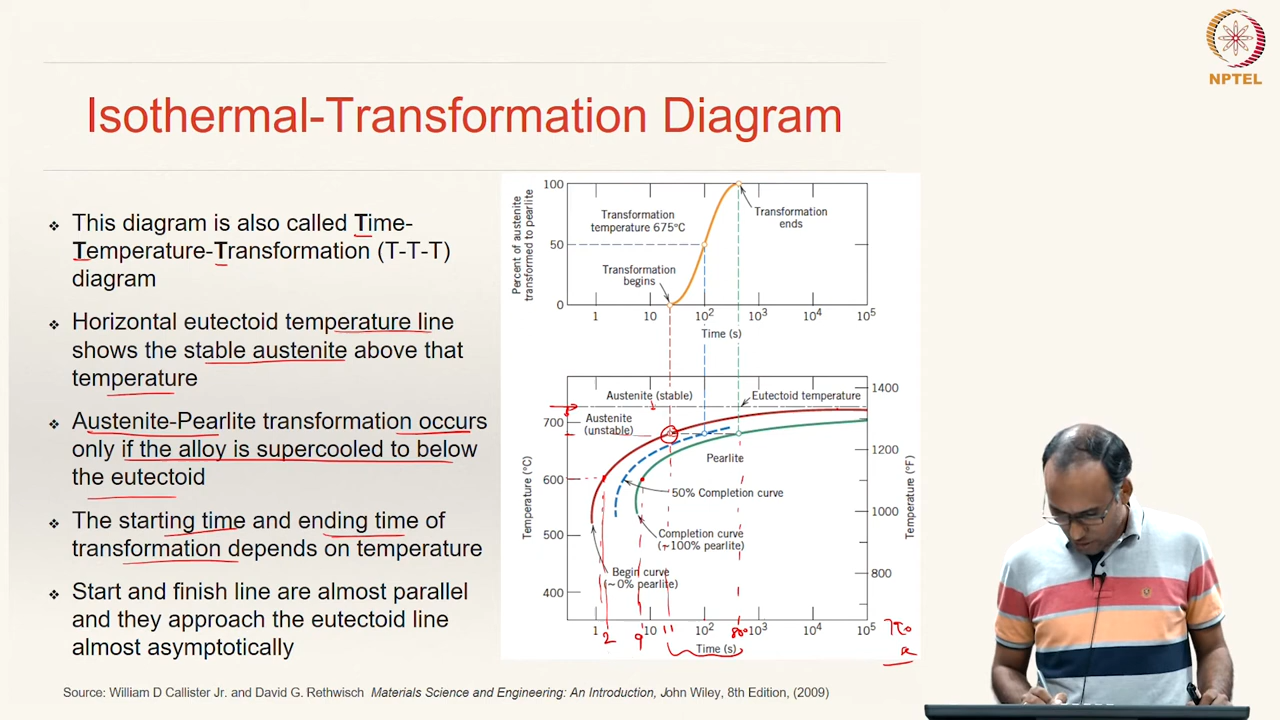 NPTEL
Isothermal-Transformation Diagram
❖ This diagram is also called Time-
Temperature-Transformation (T-T-T)
diagram
❖ Horizontal eutectoid temperature line
shows the stable austenite above that
temperature
❖ Austenite-Pearlite transformation occurs
only if the alloy is supercooled to below
the eutectoid
❖ The starting time and ending time of
transformation depends on temperature
❖ Start and finish line are almost parallel
and they approach the eutectoid line
almost asymptotically
Percent of austenite
transformed to pearlite
100
50
0
Transformation
temperature 675°C
Transformation
begins
Transformation
ends
1 10 10² 10³ 10⁴ 10⁵
Time (s)
Austenite (stable)
Eutectoid temperature
Austenite
(unstable)
Pearlite
50% Completion curve
Completion curve
(~100% pearlite)
Begin curve
(~0% pearlite)
Temperature (°C)
700
600
500
400
1400
1200
1000
800
Temperature (°F)
1 10 10² 10³ 10⁴ 10⁵
2 9 11
Time (s)
Source: William D Callister Jr. and David G. Rethwisch Materials Science and Engineering: An Introduction, John Wiley, 8th Edition, (2009)